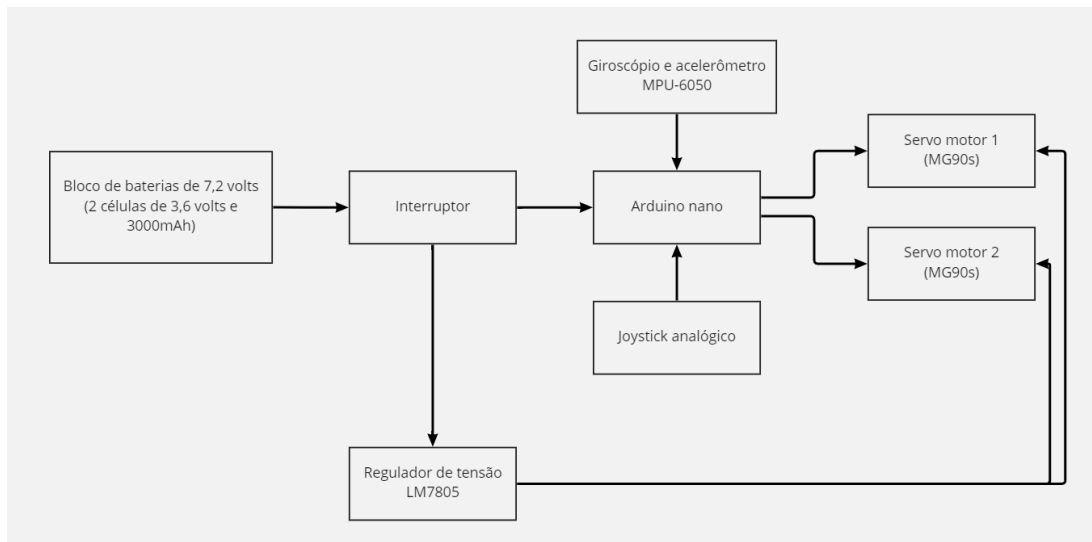 Giroscópio e acelerômetro
MPU-6050
Servo motor 1
(MG90s)
Bloco de baterias de 7,2 volts
(2 células de 3,6 volts e
3000mAh)
Interruptor
Arduino nano
Servo motor 2
(MG90s)
Joystick analógico
Regulador de tensão
LM7805